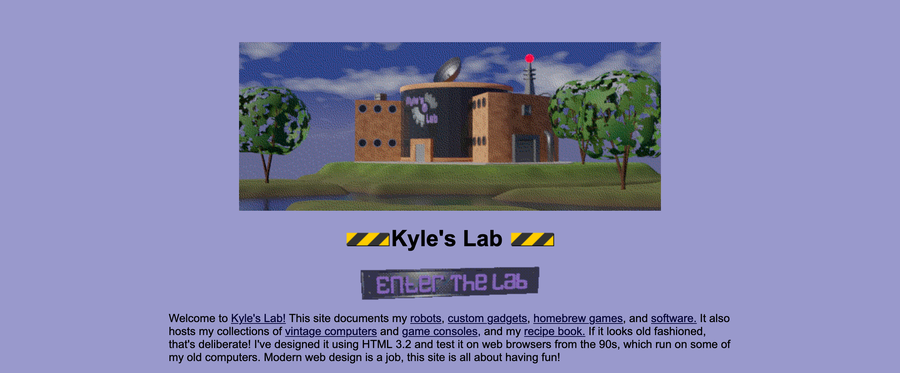 Kyle's Lab
Kyle's Lab
Enter The Lab
Welcome to Kyle's Lab! This site documents my robots, custom gadgets, homebrew games, and software. It also
hosts my collections of vintage computers and game consoles, and my recipe book. If it looks old fashioned,
that's deliberate! I've designed it using HTML 3.2 and test it on web browsers from the 90s, which run on some of
my old computers. Modern web design is a job, this site is all about having fun!